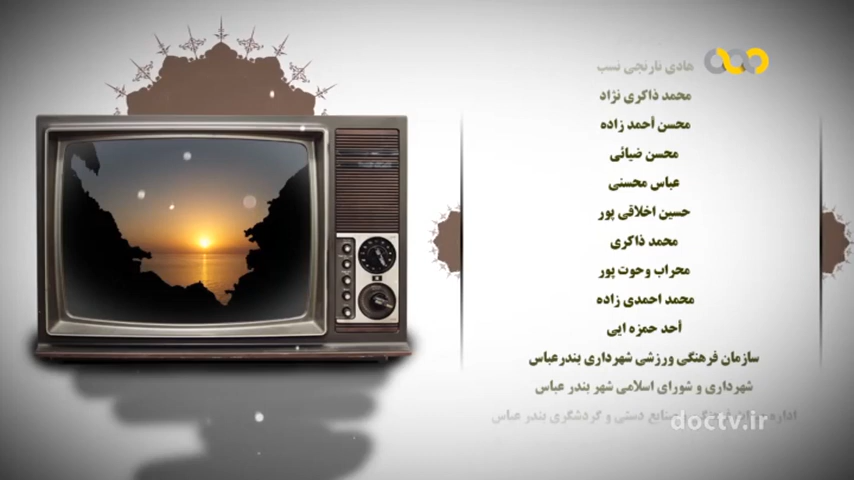 هادی نارنجی نسب
محمد ذاکری نژاد
محسن احمد زاده
محسن ضیائی
عباس محسنی
حسین اخلاقی پور
محمد ذاکری
محراب وحوت پور
محمد احمدی زاده
أحد حمزه ایی
سازمان فرهنگی ورزشی شهرداری بندرعباس
شهرداری و شورای اسلامی شهر بندر عباس
اداره صنایع دستی و گردشگری بندر عباس
doctv.ir